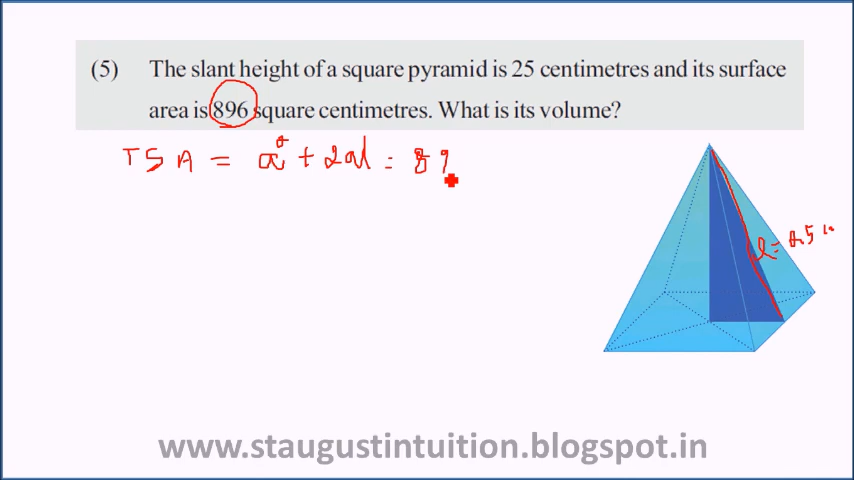 (5) The slant height of a square pyramid is 25 centimetres and its surface
area is 896 square centimetres. What is its volume?
TSA = a² + 2al = 89
l = 25
www.staugustintuition.blogspot.in